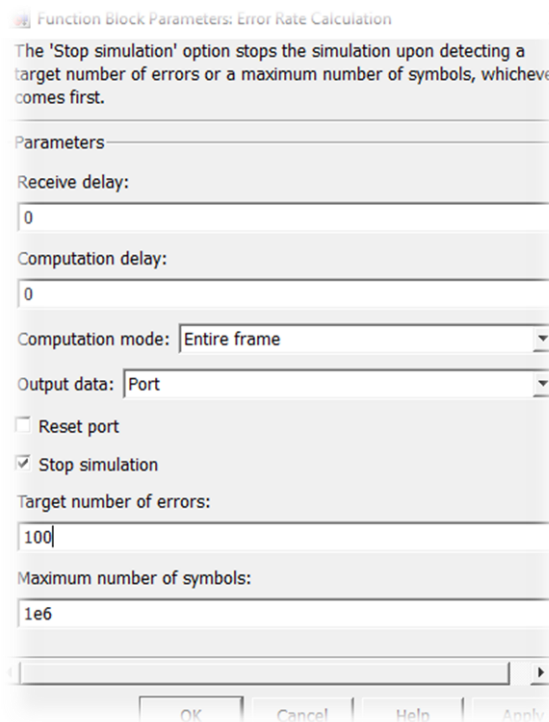 Function Block Parameters: Error Rate Calculation
The 'Stop simulation' option stops the simulation upon detecting a
target number of errors or a maximum number of symbols, whicheve
comes first.
Parameters
Receive delay:
0
Computation delay:
0
Computation mode: Entire frame
Output data: Port
Reset port
Stop simulation
Target number of errors:
100
Maximum number of symbols:
1e6
OK Cancel Help Apply